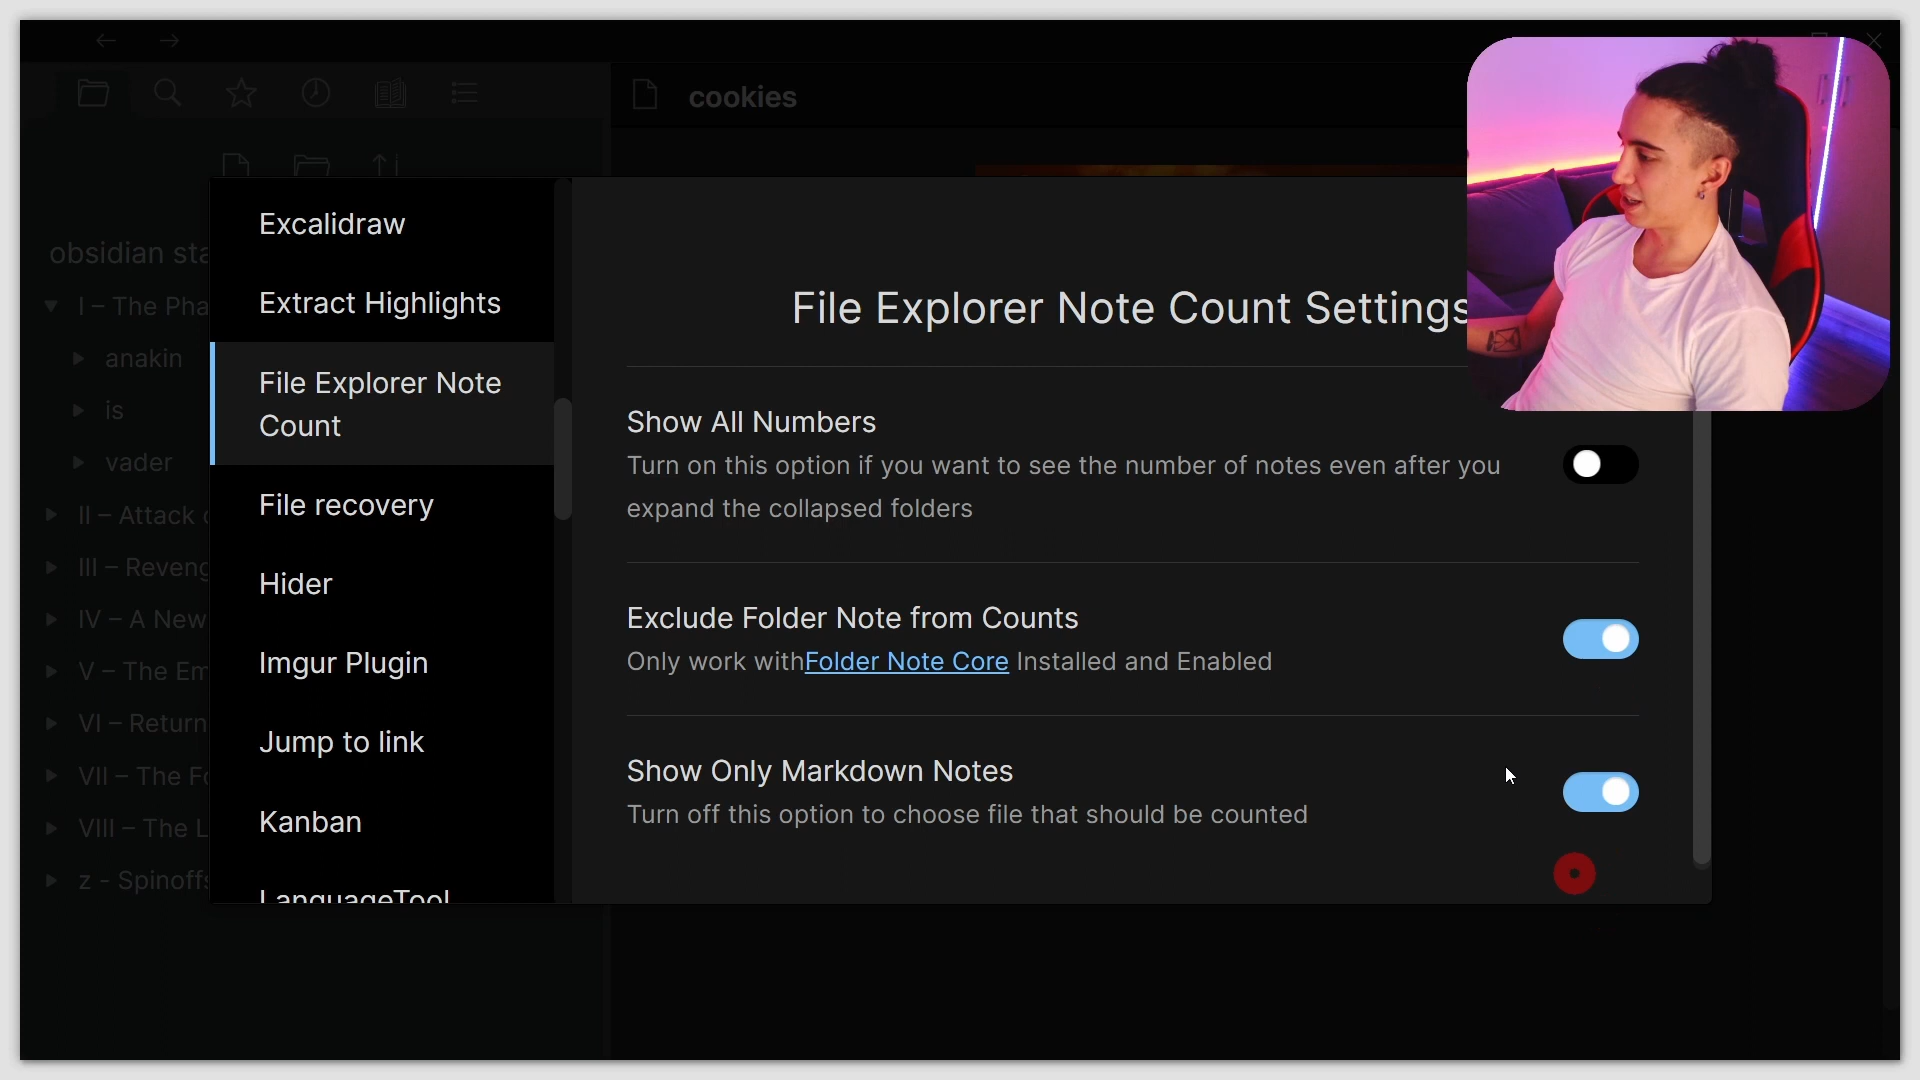 cookies
obsidian sta
I – The Pha
anakin
is
vader
II – Attack
III – Reveng
IV – A New
V – The Em
VI – Return
VII – The Fo
VIII – The L
z - Spinoffs
Excalidraw
Extract Highlights
File Explorer Note
Count
File recovery
Hider
Imgur Plugin
Jump to link
Kanban
LanguageTool
File Explorer Note Count Settings
Show All Numbers
Turn on this option if you want to see the number of notes even after you
expand the collapsed folders
Exclude Folder Note from Counts
Only work withFolder Note Core Installed and Enabled
Show Only Markdown Notes
Turn off this option to choose file that should be counted